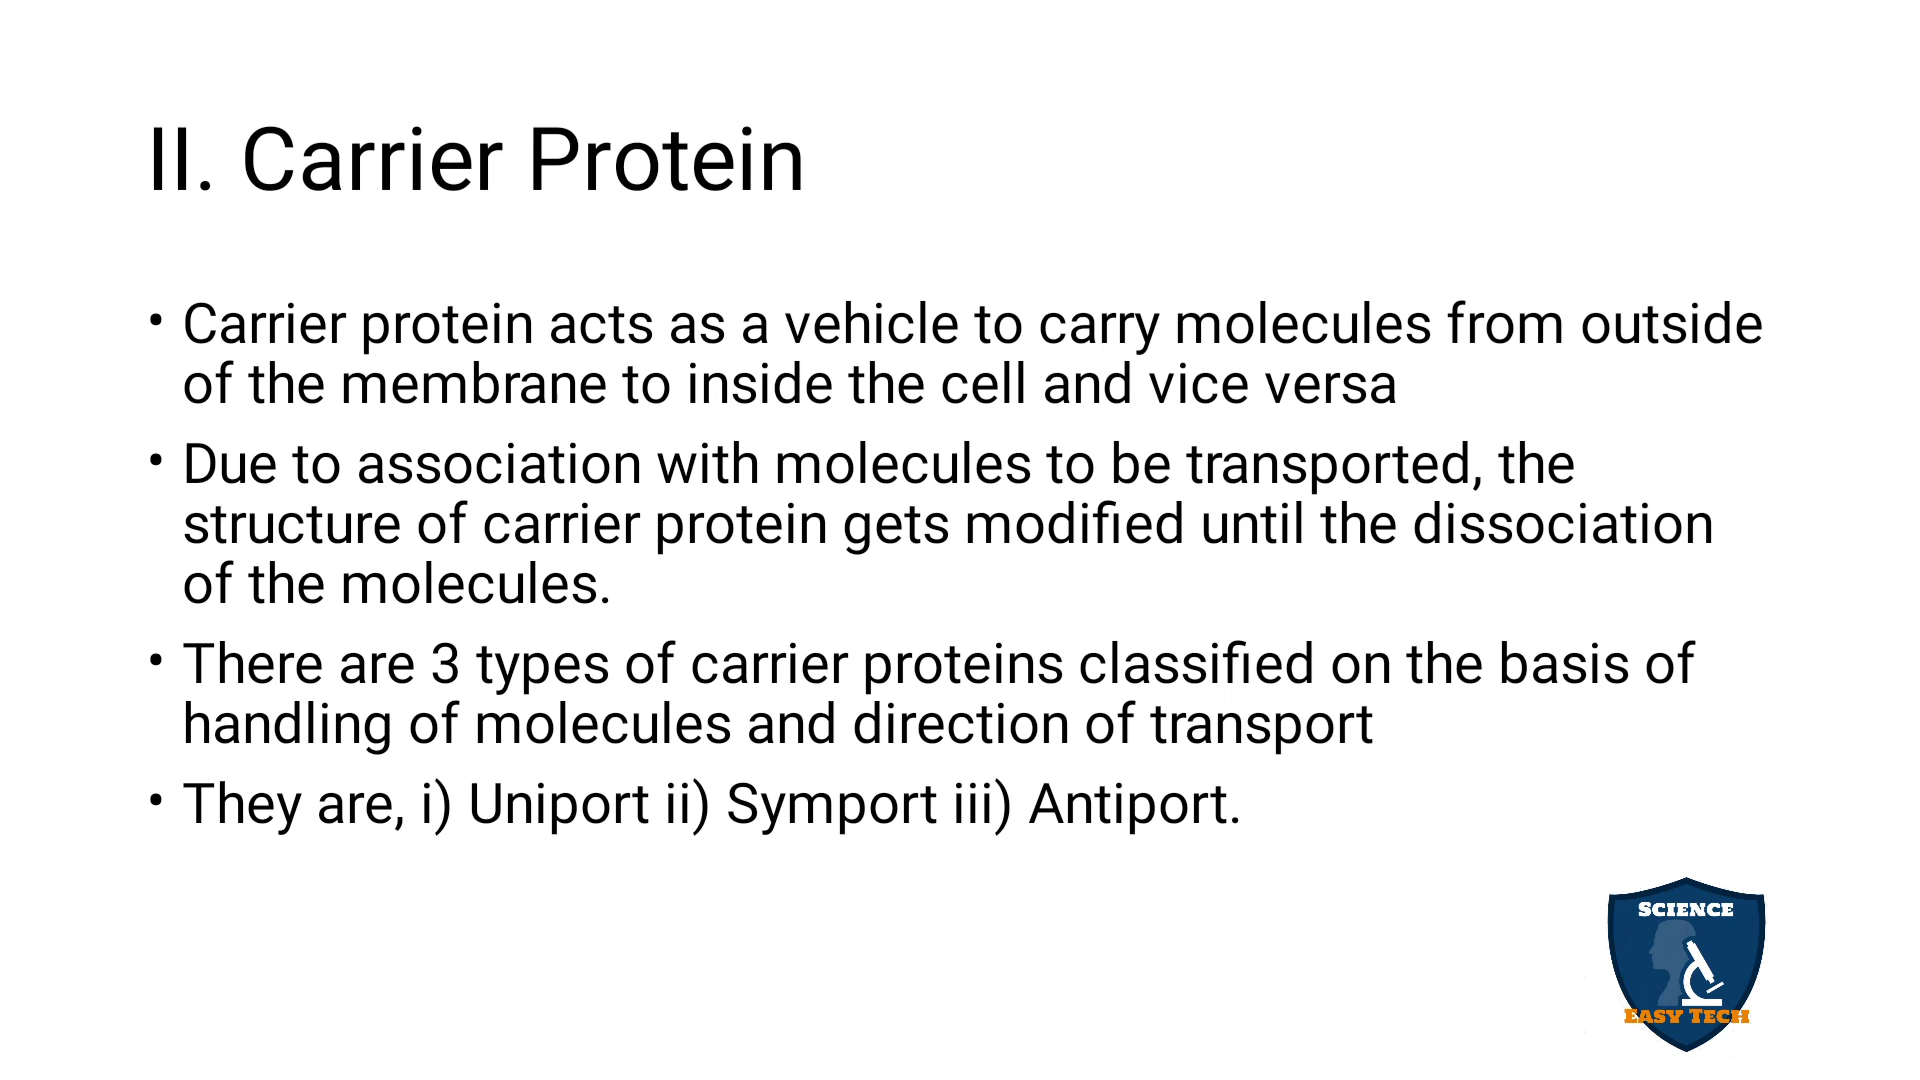 II. Carrier Protein
• Carrier protein acts as a vehicle to carry molecules from outside
of the membrane to inside the cell and vice versa
• Due to association with molecules to be transported, the
structure of carrier protein gets modified until the dissociation
of the molecules.
• There are 3 types of carrier proteins classified on the basis of
handling of molecules and direction of transport
• They are, i) Uniport ii) Symport iii) Antiport.
SCIENCE
EASY TECH